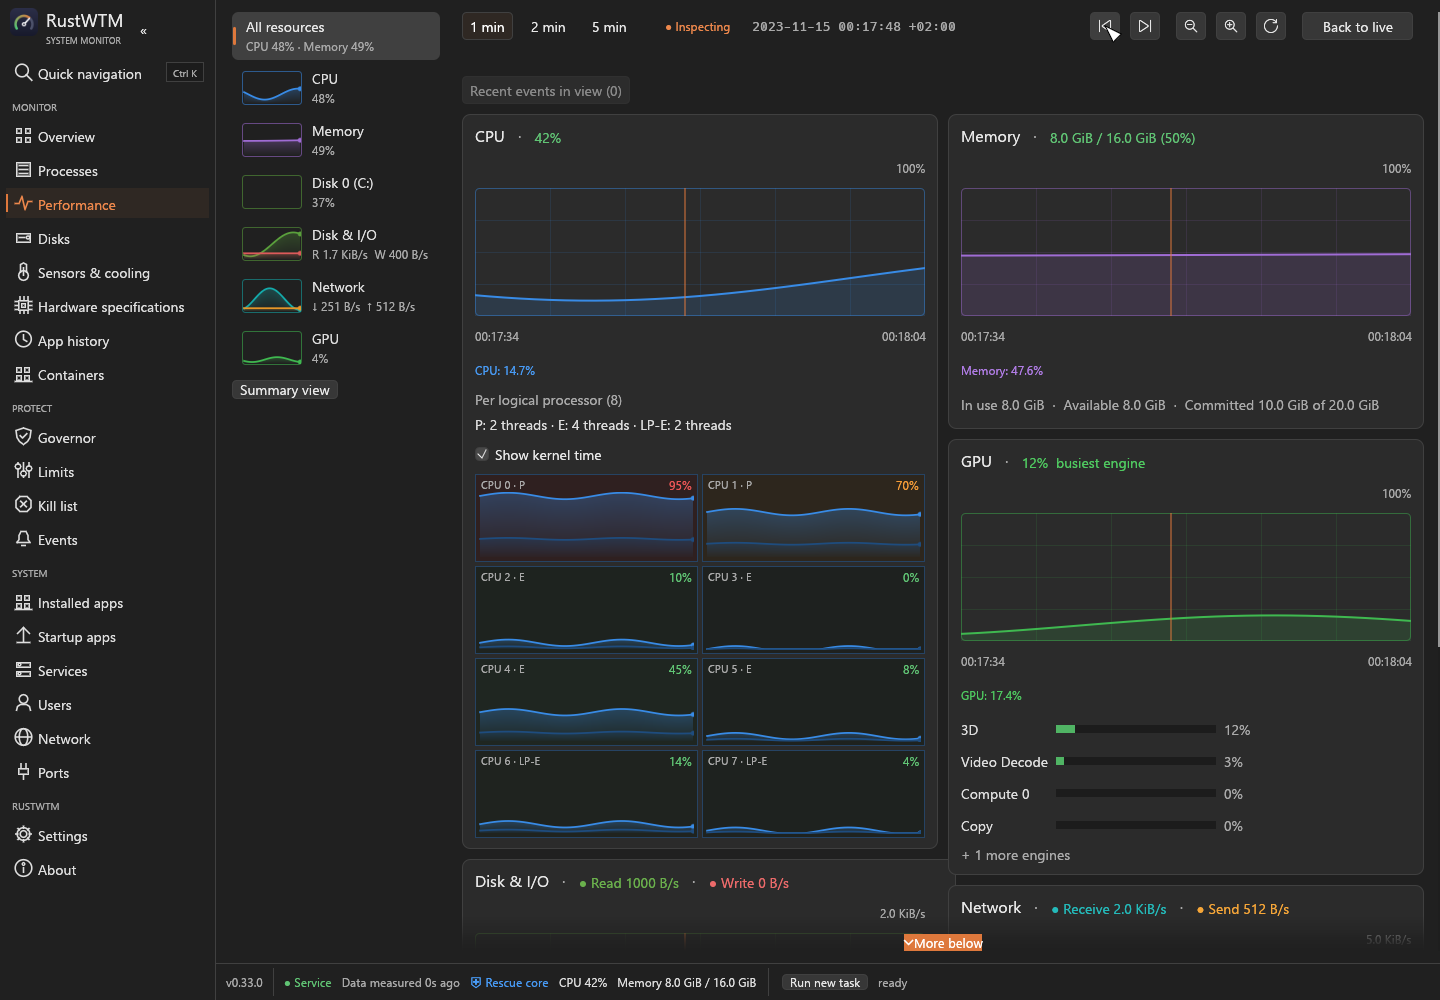 RustWTM
SYSTEM MONITOR
«
Quick navigation
Ctrl K
MONITOR
Overview
Processes
Performance
Disks
Sensors & cooling
Hardware specifications
App history
Containers
PROTECT
Governor
Limits
Kill list
Events
SYSTEM
Installed apps
Startup apps
Services
Users
Network
Ports
RUSTWTM
Settings
About
All resources
CPU 48% · Memory 49%
CPU
48%
Memory
49%
Disk 0 (C:)
37%
Disk & I/O
R 1.7 KiB/s W 400 B/s
Network
↓ 251 B/s ↑ 512 B/s
GPU
4%
Summary view
1 min 2 min 5 min ● Inspecting 2023-11-15 00:17:48 +02:00
Back to live
Recent events in view (0)
CPU · 42%
100%
00:17:34 00:18:04
CPU: 14.7%
Per logical processor (8)
P: 2 threads · E: 4 threads · LP-E: 2 threads
Show kernel time
CPU 0 · P 95%
CPU 1 · P 70%
CPU 2 · E 10%
CPU 3 · E 0%
CPU 4 · E 45%
CPU 5 · E 8%
CPU 6 · LP-E 14%
CPU 7 · LP-E 4%
Disk & I/O · ● Read 1000 B/s · ● Write 0 B/s
2.0 KiB/s
Memory · 8.0 GiB / 16.0 GiB (50%)
100%
00:17:34 00:18:04
Memory: 47.6%
In use 8.0 GiB · Available 8.0 GiB · Committed 10.0 GiB of 20.0 GiB
GPU · 12% busiest engine
100%
00:17:34 00:18:04
GPU: 17.4%
3D 12%
Video Decode 3%
Compute 0 0%
Copy 0%
+ 1 more engines
Network · ● Receive 2.0 KiB/s · ● Send 512 B/s
5.0 KiB/s
More below
v0.33.0 ● Service Data measured 0s ago Rescue core CPU 42% Memory 8.0 GiB / 16.0 GiB Run new task ready